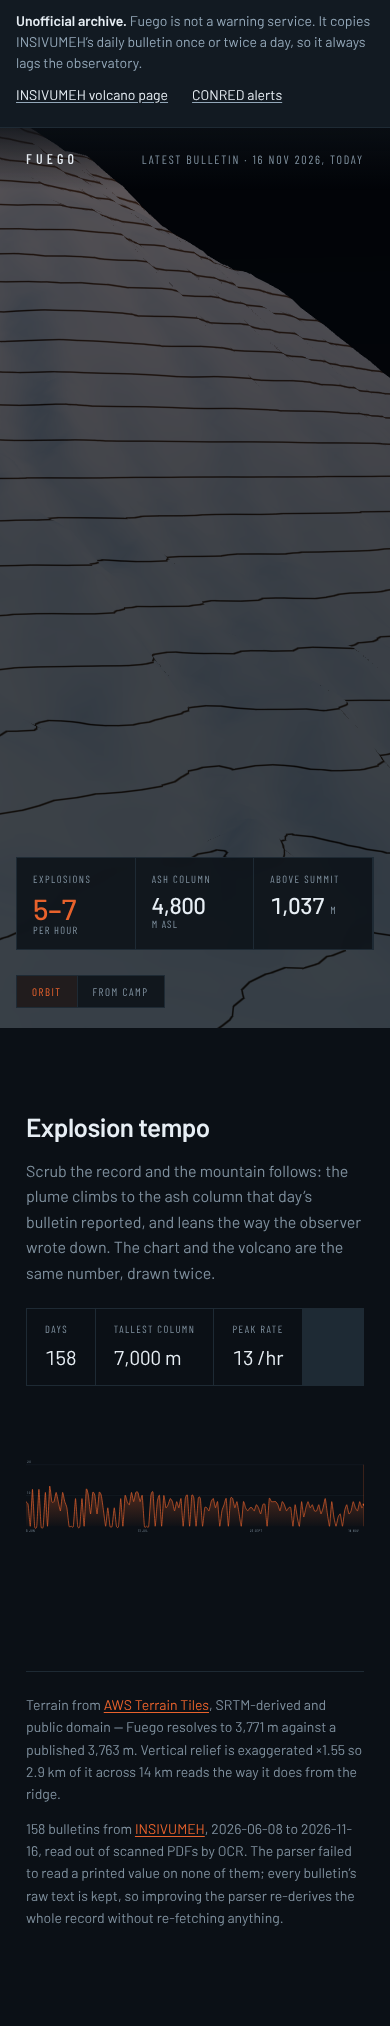 Unofficial archive. Fuego is not a warning service. It copies
INSIVUMEH's daily bulletin once or twice a day, so it always
lags the observatory.
INSIVUMEH volcano page CONRED alerts
FUEGO LATEST BULLETIN · 16 NOV 2026, TODAY
EXPLOSIONS ASH COLUMN ABOVE SUMMIT
5–7 4,800 1,037 M
PER HOUR M ASL
ORBIT FROM CAMP
Explosion tempo
Scrub the record and the mountain follows: the
plume climbs to the ash column that day's
bulletin reported, and leans the way the observer
wrote down. The chart and the volcano are the
same number, drawn twice.
DAYS TALLEST COLUMN PEAK RATE
158 7,000 m 13 /hr
Terrain from AWS Terrain Tiles, SRTM-derived and
public domain — Fuego resolves to 3,771 m against a
published 3,763 m. Vertical relief is exaggerated ×1.55 so
2.9 km of it across 14 km reads the way it does from the
ridge.
158 bulletins from INSIVUMEH, 2026-06-08 to 2026-11-
16, read out of scanned PDFs by OCR. The parser failed
to read a printed value on none of them; every bulletin's
raw text is kept, so improving the parser re-derives the
whole record without re-fetching anything.